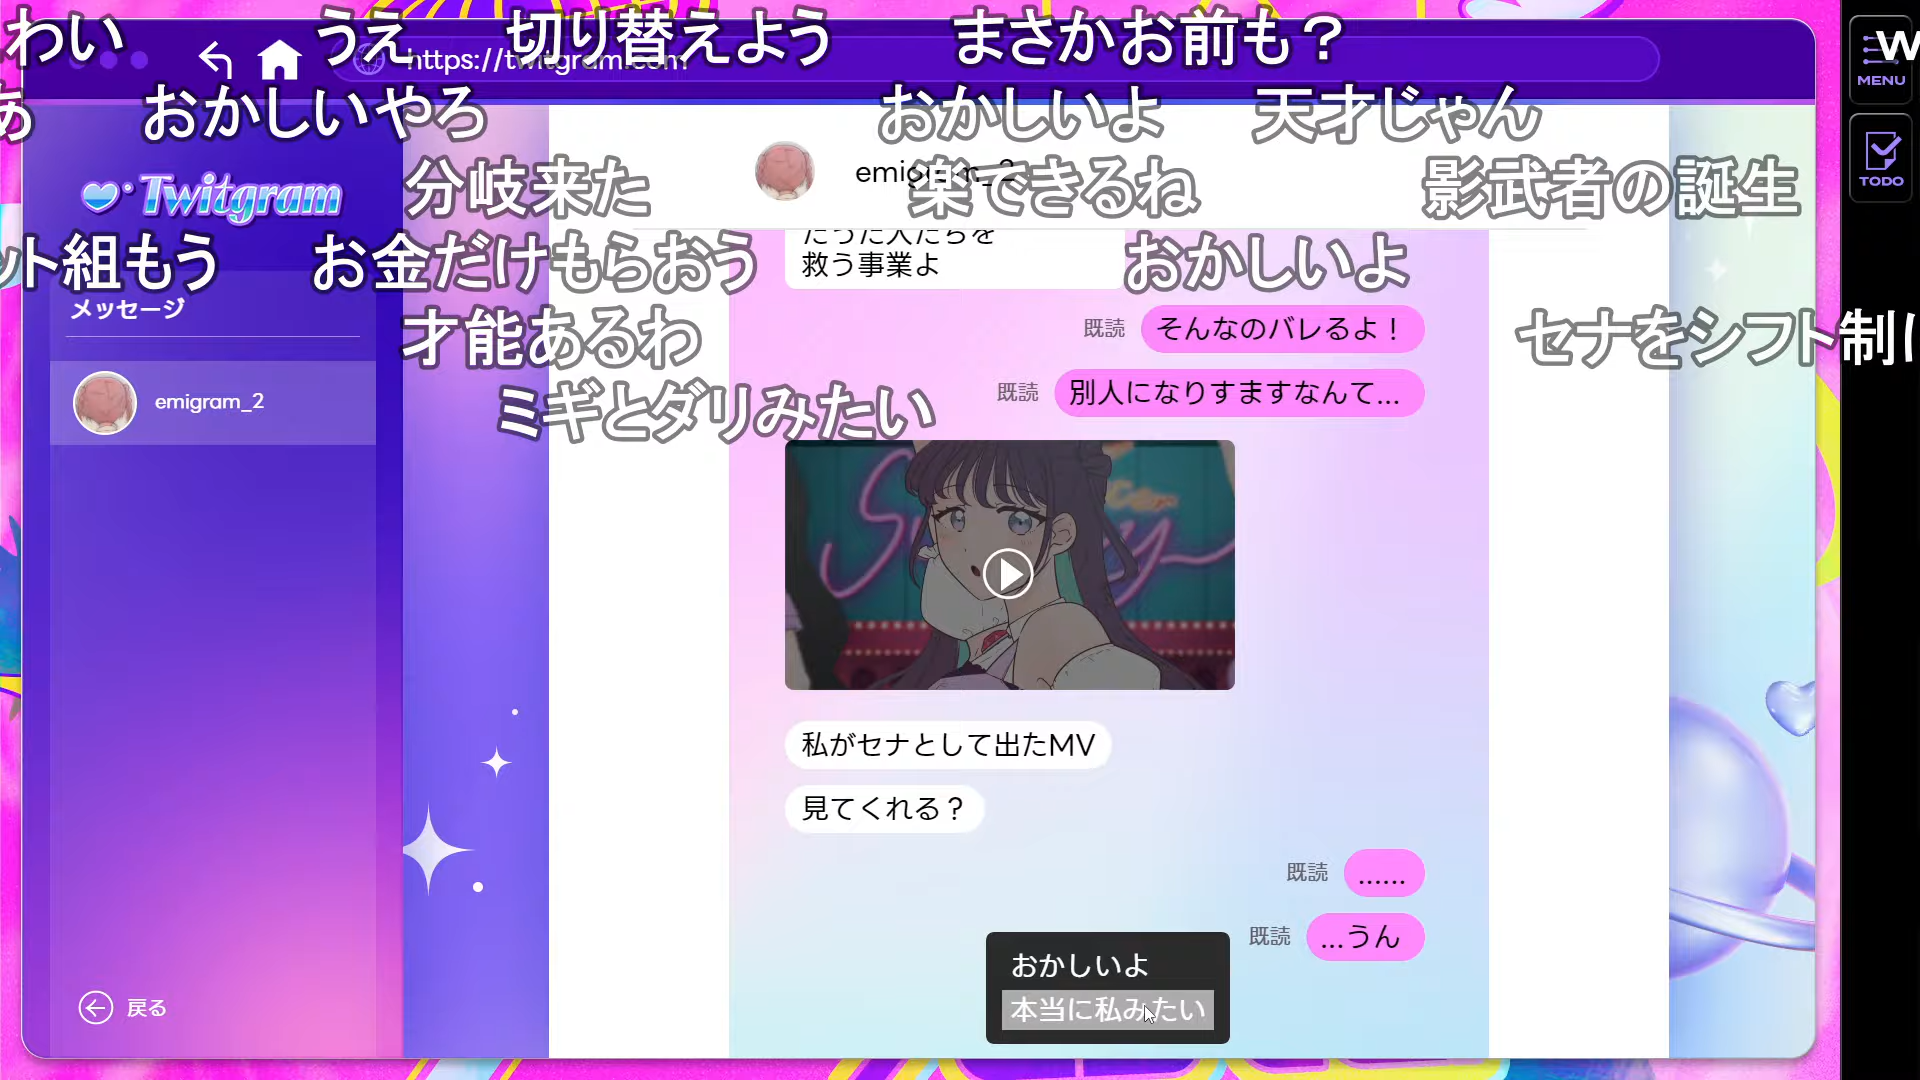 わい
うえ
切り替えよう
まさかお前も？
https://twitgram.com
MENU
あ
おかしいやろ
おかしいよ
天才じゃん
TODO
Twitgram
分岐来た
emigram_2
楽できるね
影武者の誕生
ット組もう
お金だけもらおう
おかしいよ
救う事業よ
メッセージ
才能あるわ
既読
そんなのバレるよ！
セナをシフト制に
emigram_2
ミギとダリみたい
既読
別人になりすますなんて...
私がセナとして出たMV
見てくれる？
既読
......
既読
...うん
おかしいよ
本当に私みたい
戻る